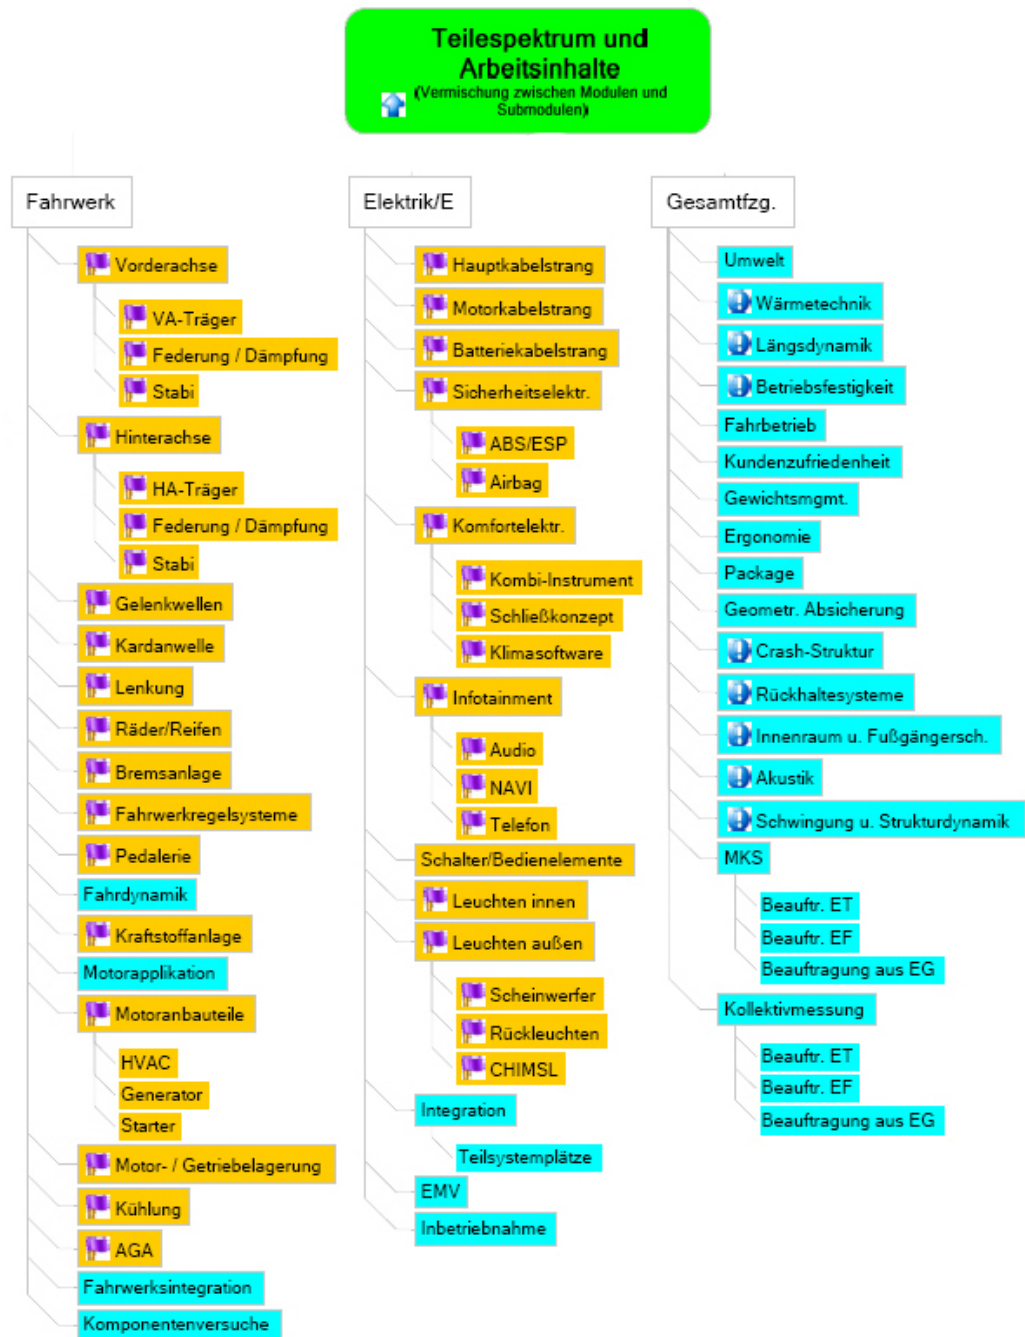 Teilespektrum und
Arbeitsinhalte
(Vermischung zwischen Modulen und
Submodulen)
Fahrwerk
Vorderachse
VA-Träger
Federung / Dämpfung
Stabi
Hinterachse
HA-Träger
Federung / Dämpfung
Stabi
Gelenkwellen
Kardanwelle
Lenkung
Räder/Reifen
Bremsanlage
Fahrwerkregelsysteme
Pedalerie
Fahrdynamik
Kraftstoffanlage
Motorapplikation
Motoranbauteile
HVAC
Generator
Starter
Motor- / Getriebelagerung
Kühlung
AGA
Fahrwerksintegration
Komponentenversuche
Elektrik/E
Hauptkabelstrang
Motorkabelstrang
Batteriekabelstrang
Sicherheitselektr.
ABS/ESP
Airbag
Komfortelektr.
Kombi-Instrument
Schließkonzept
Klimasoftware
Infotainment
Audio
NAVI
Telefon
Schalter/Bedienelemente
Leuchten innen
Leuchten außen
Scheinwerfer
Rückleuchten
CHIMSL
Integration
Teilsystemplätze
EMV
Inbetriebnahme
Gesamtfzg.
Umwelt
Wärmetechnik
Längsdynamik
Betriebsfestigkeit
Fahrbetrieb
Kundenzufriedenheit
Gewichtsmgmt.
Ergonomie
Package
Geometr. Absicherung
Crash-Struktur
Rückhaltesysteme
Innenraum u. Fußgängersch.
Akustik
Schwingung u. Strukturdynamik
MKS
Beauftr. ET
Beauftr. EF
Beauftragung aus EG
Kollektivmessung
Beauftr. ET
Beauftr. EF
Beauftragung aus EG